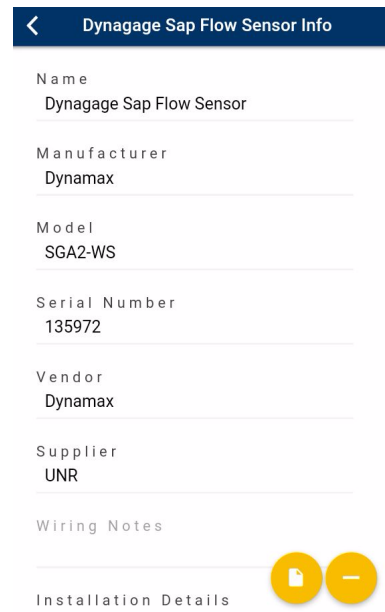 Dynagage Sap Flow Sensor Info
Name
Dynagage Sap Flow Sensor
Manufacturer
Dynamax
Model
SGA2-WS
Serial Number
135972
Vendor
Dynamax
Supplier
UNR
Wiring Notes
Installation Details